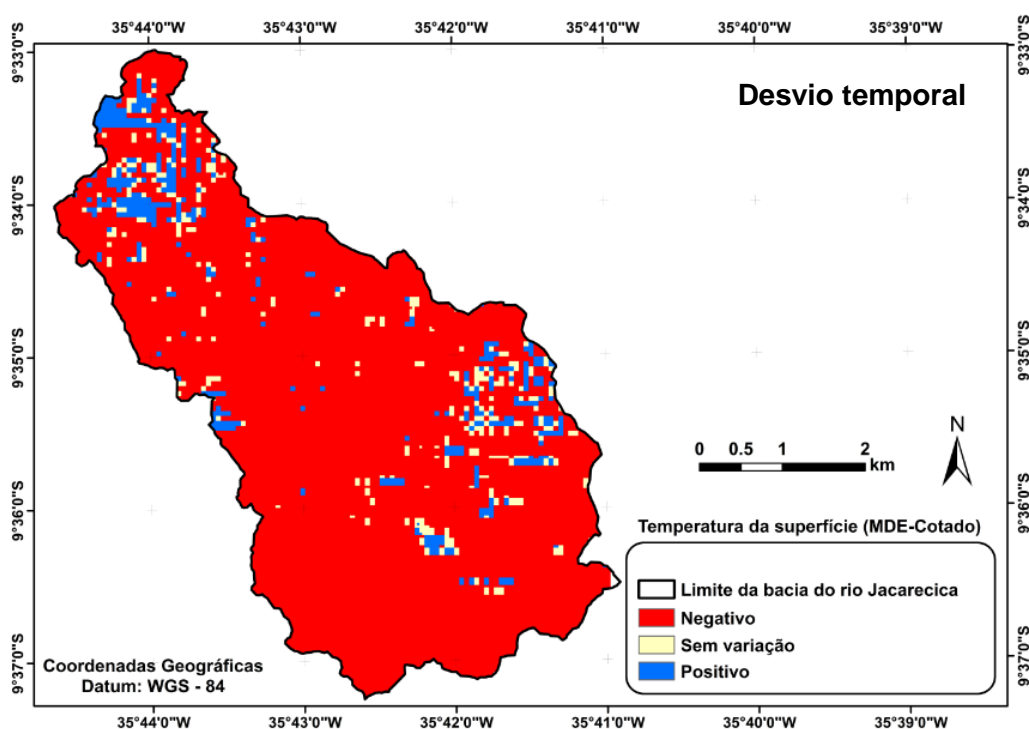 35°44'0"W 35°43'0"W 35°42'0"W 35°41'0"W 35°40'0"W 35°39'0"W
9°33'0"S 9°33'0"S
Desvio temporal
9°34'0"S 9°34'0"S
9°35'0"S 9°35'0"S
N
0 0.5 1 2
km
9°36'0"S 9°36'0"S
Temperatura da superfície (MDE-Cotado)
Limite da bacia do rio Jacarecica
Negativo
Sem variação
Positivo
9°37'0"S 9°37'0"S
Coordenadas Geográficas
Datum: WGS - 84
35°44'0"W 35°43'0"W 35°42'0"W 35°41'0"W 35°40'0"W 35°39'0"W